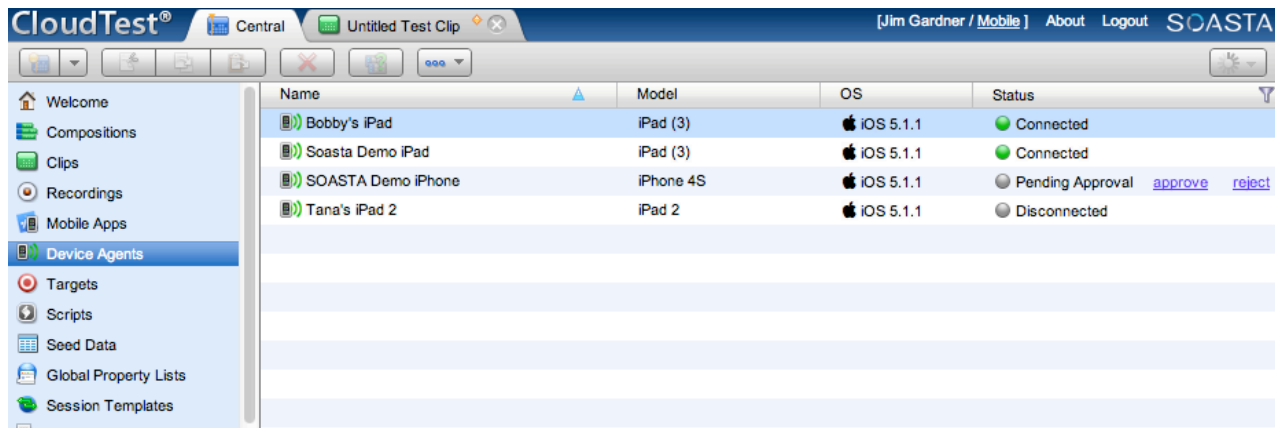 CloudTest® Central Untitled Test Clip [Jim Gardner / Mobile ] About Logout SOASTA
Name Model OS Status
Welcome
Compositions
Clips
Recordings
Mobile Apps
Device Agents
Targets
Scripts
Seed Data
Global Property Lists
Session Templates
Bobby's iPad iPad (3) iOS 5.1.1 Connected
Soasta Demo iPad iPad (3) iOS 5.1.1 Connected
SOASTA Demo iPhone iPhone 4S iOS 5.1.1 Pending Approval approve reject
Tana's iPad 2 iPad 2 iOS 5.1.1 Disconnected